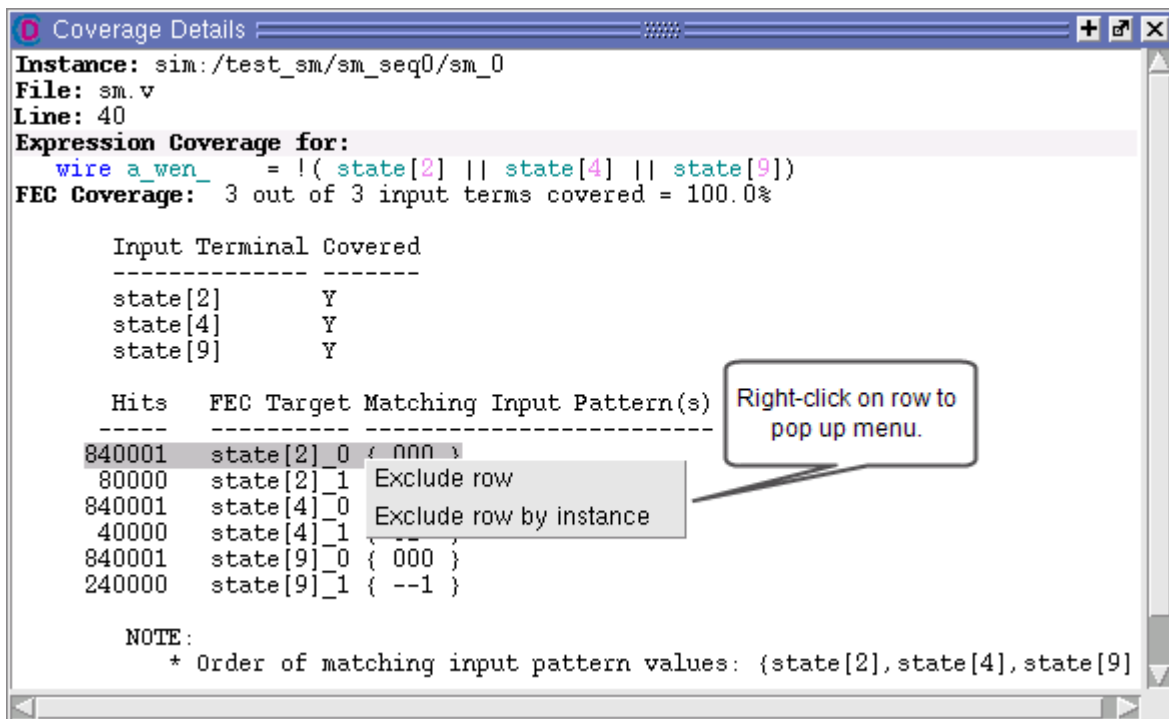 Coverage Details
Instance: sim:/test_sm/sm_seq0/sm_0
File: sm.v
Line: 40
Expression Coverage for:
wire a_wen_ = !( state[2] || state[4] || state[9])
FEC Coverage: 3 out of 3 input terms covered = 100.0%
Input Terminal Covered
-------------- -------
state[2] Y
state[4] Y
state[9] Y
Hits FEC Target Matching Input Pattern(s)
----- ---------- -------------------------
840001 state[2]_0 { 000 }
80000 state[2]_1
840001 state[4]_0
40000 state[4]_1
840001 state[9]_0 { 000 }
240000 state[9]_1 { --1 }
Exclude row
Exclude row by instance
Right-click on row to
pop up menu.
NOTE:
* Order of matching input pattern values: {state[2],state[4],state[9]